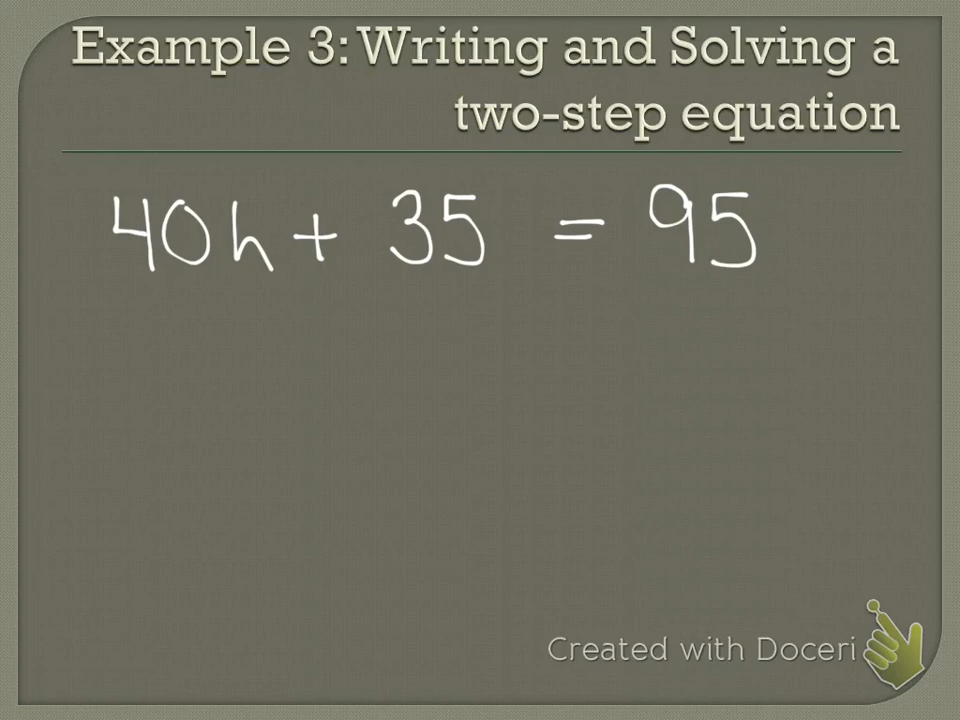 Example 3: Writing and Solving a
two-step equation
40h + 35 = 95
Created with Doceri